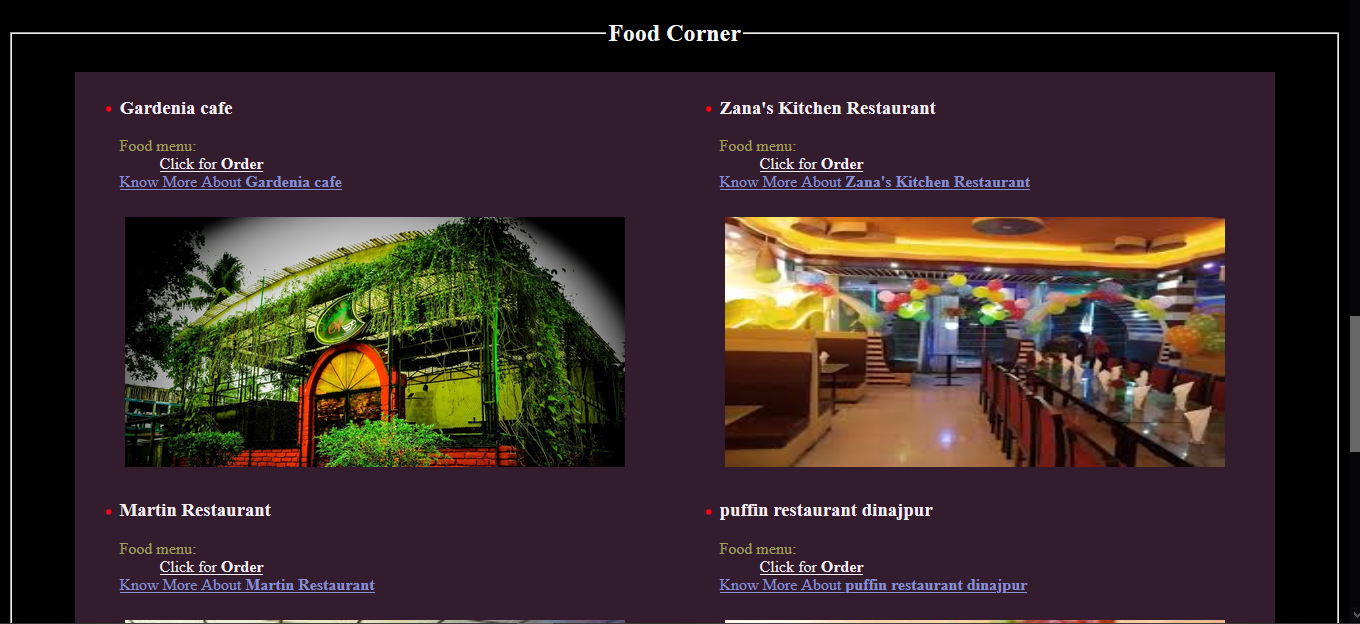 Food Corner
Gardenia cafe
Food menu:
Click for Order
Know More About Gardenia cafe
Zana's Kitchen Restaurant
Food menu:
Click for Order
Know More About Zana's Kitchen Restaurant
Martin Restaurant
Food menu:
Click for Order
Know More About Martin Restaurant
puffin restaurant dinajpur
Food menu:
Click for Order
Know More About puffin restaurant dinajpur